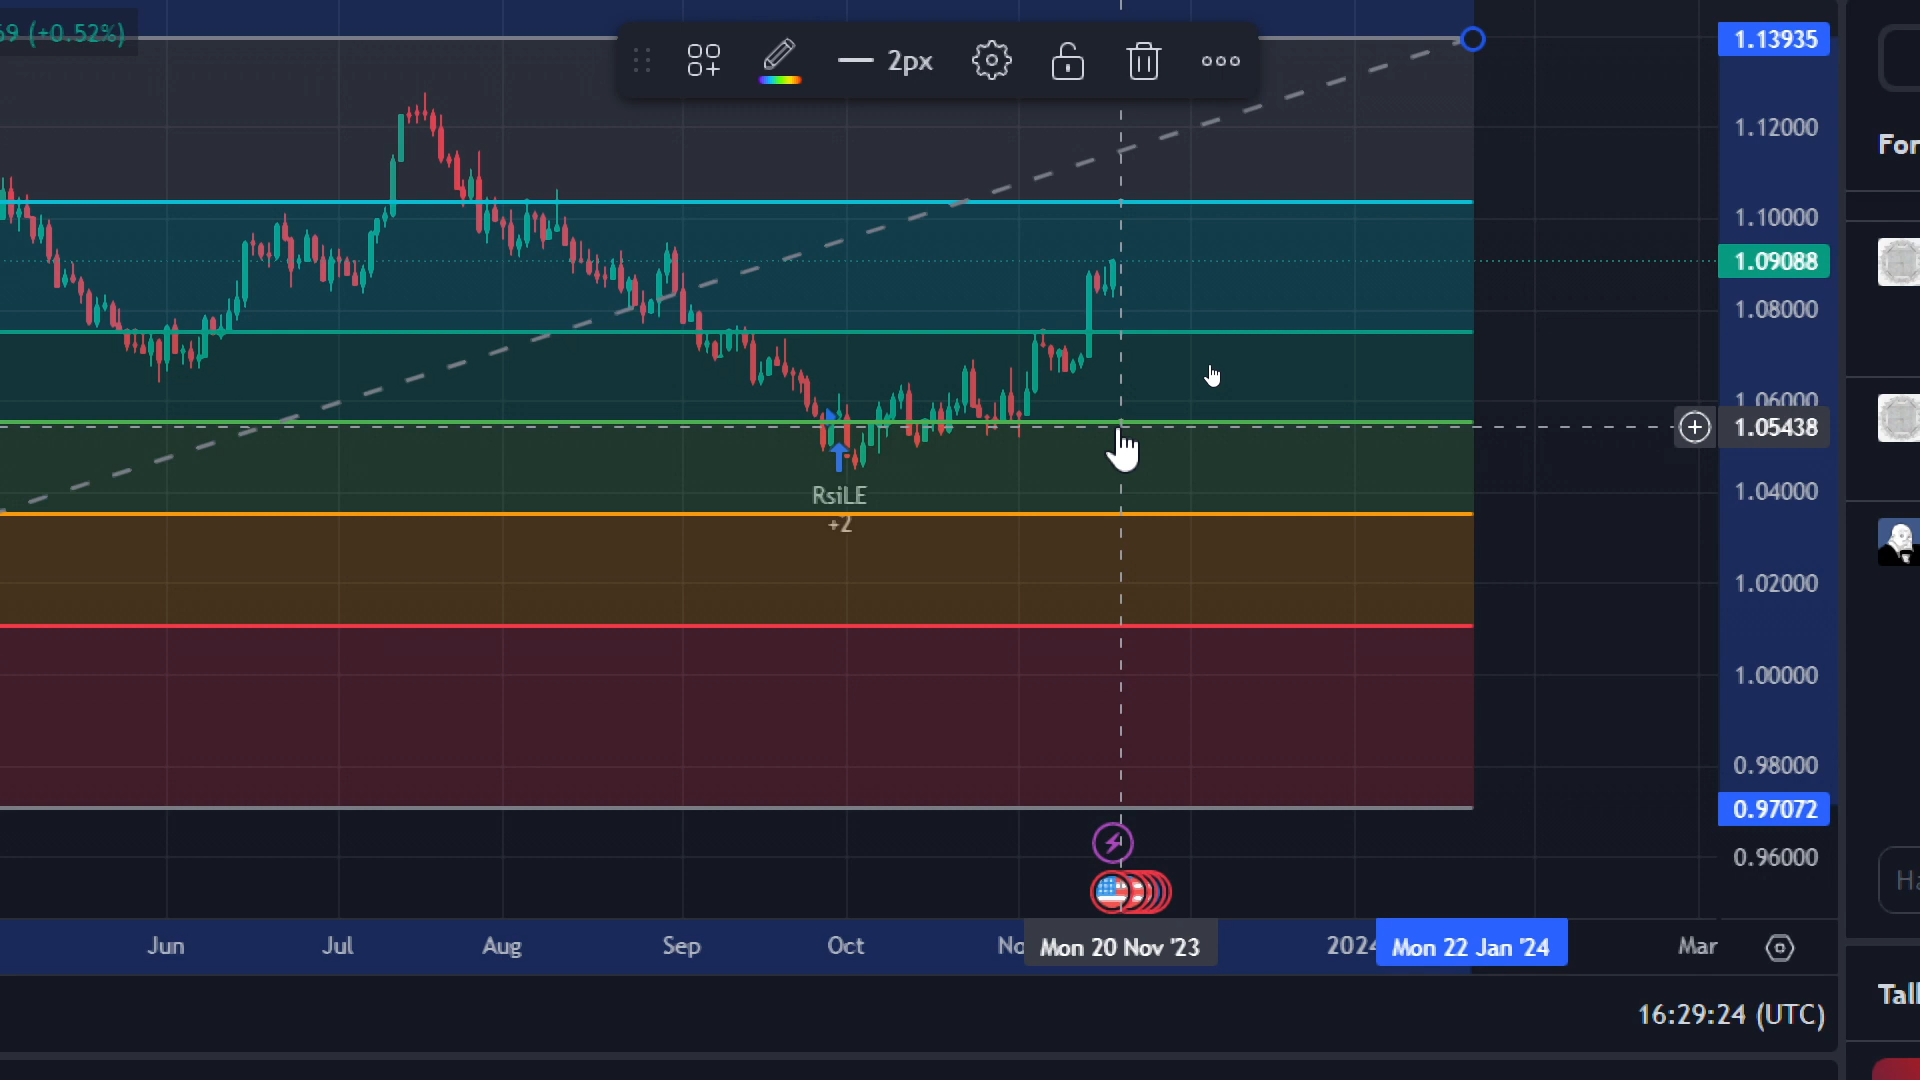 69 (+0.52%)
2px
1.13935
1.12000
For
1.10000
1.09088
1.08000
1.06000
1.05438
RsiLE
+2
1.04000
1.02000
1.00000
0.98000
0.97072
0.96000
Ha
Jun Jul Aug Sep Oct No Mon 20 Nov '23 2024 Mon 22 Jan '24 Mar
Tall
16:29:24 (UTC)